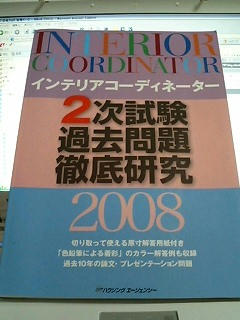 INTERIOR
COORDINATOR
インテリアコーディネーター
2次試験
過去問題
徹底研究
2008
切り取って使える原寸解答用紙付き
「色鉛筆による着彩」のカラー解答例も収録
過去10年の論文・プレゼンテーション問題
ハウジングエージェンシー